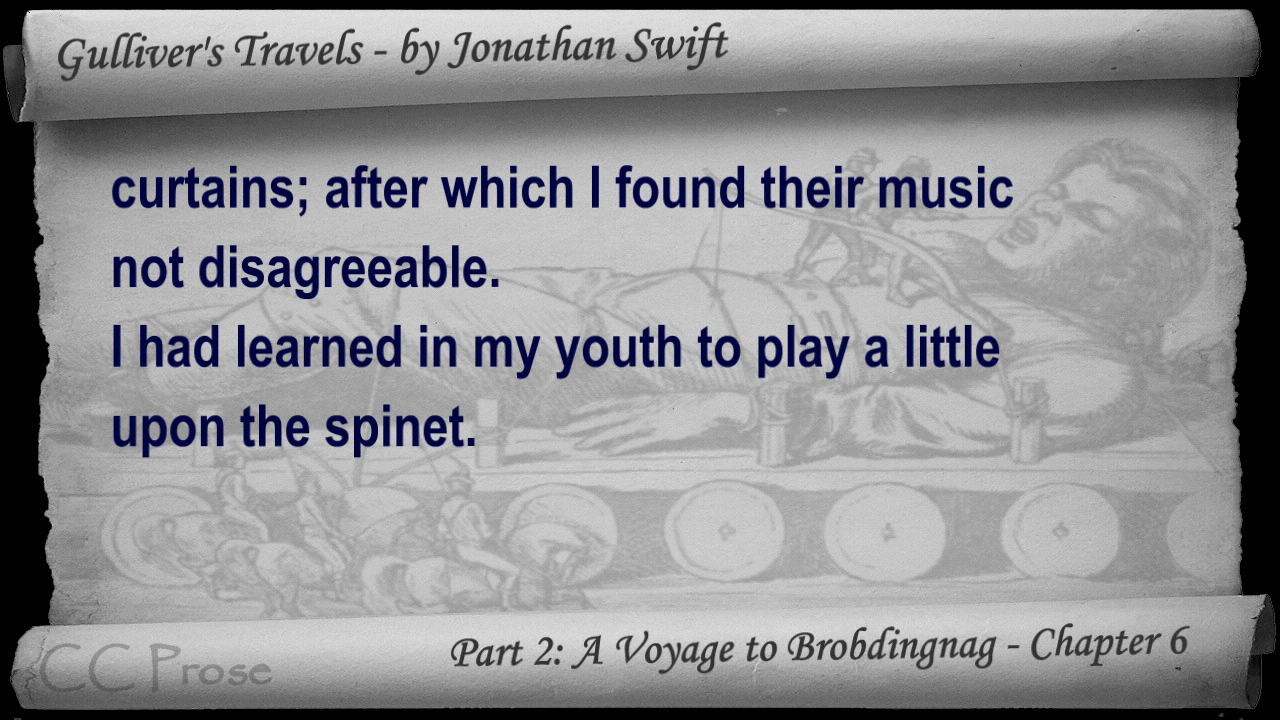 Gulliver's Travels - by Jonathan Swift
curtains; after which I found their music
not disagreeable.
I had learned in my youth to play a little
upon the spinet.
Part 2: A Voyage to Brobdingnag - Chapter 6
CC Prose